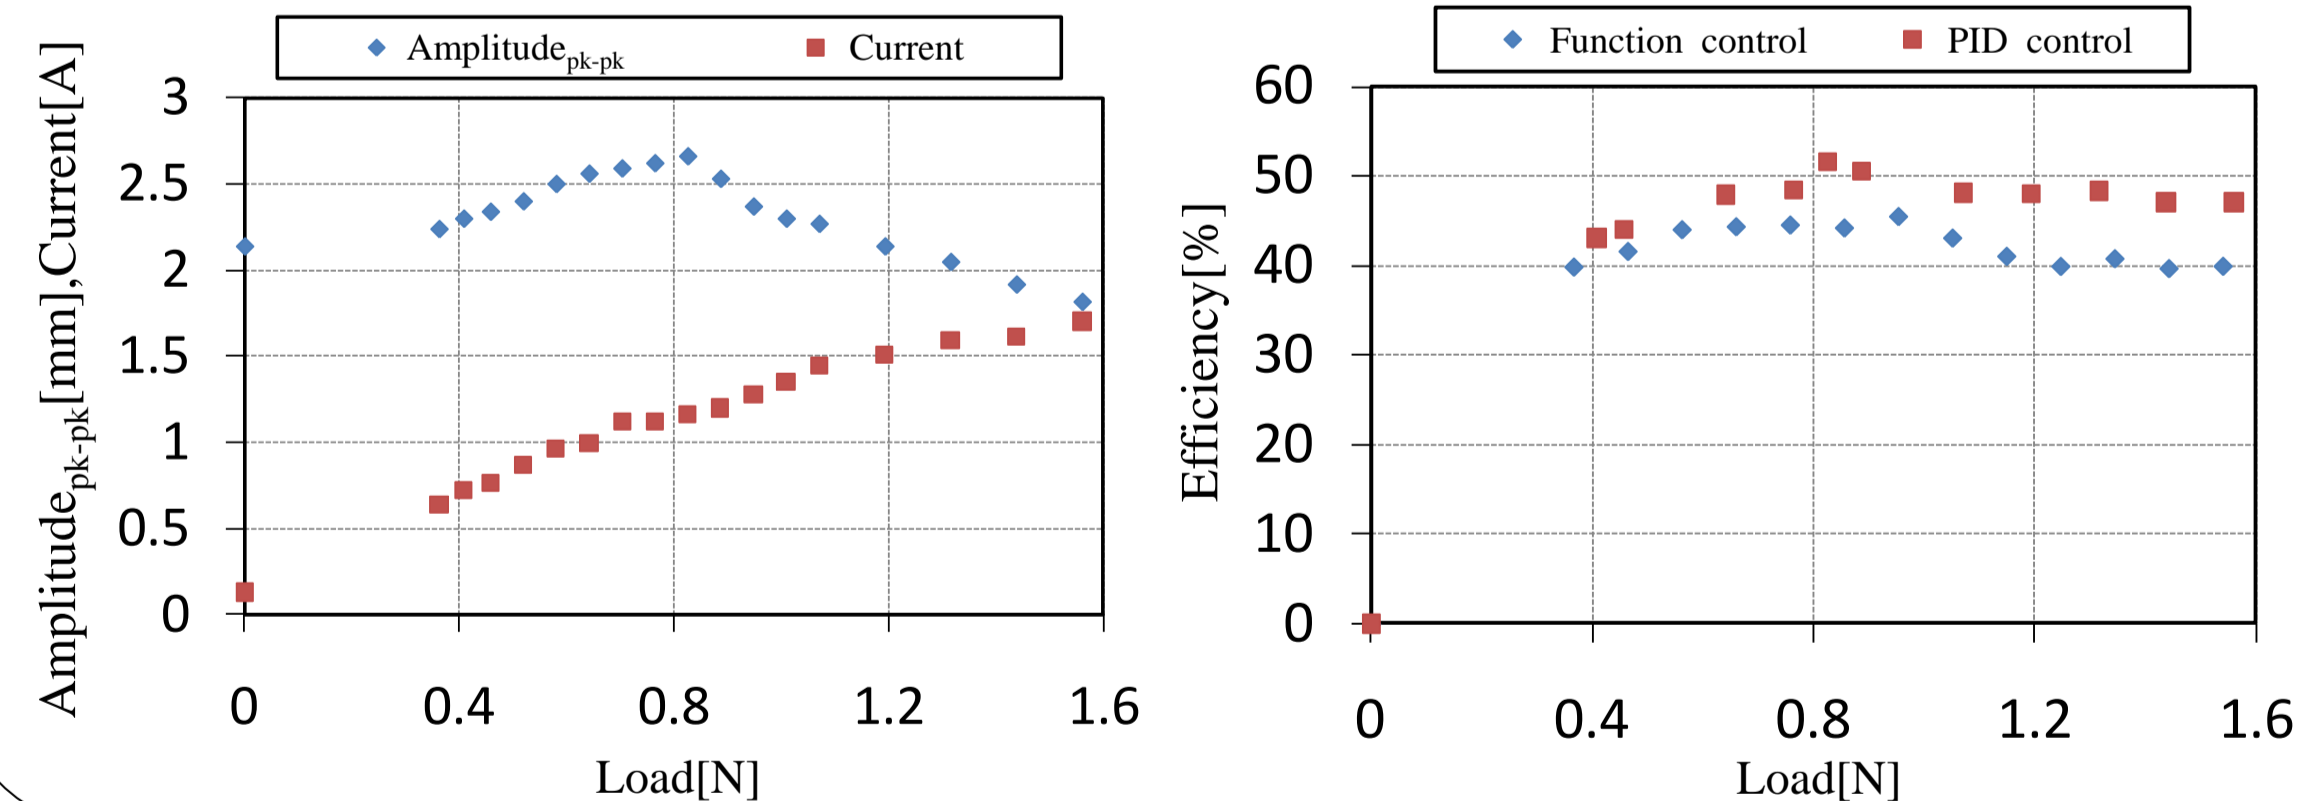 Amplitudepk-pk Current
Amplitudepk-pk[mm],Current[A]
3
2.5
2
1.5
1
0.5
0
0 0.4 0.8 1.2 1.6
Load[N]
Function control PID control
Efficiency[%]
60
50
40
30
20
10
0
0 0.4 0.8 1.2 1.6
Load[N]